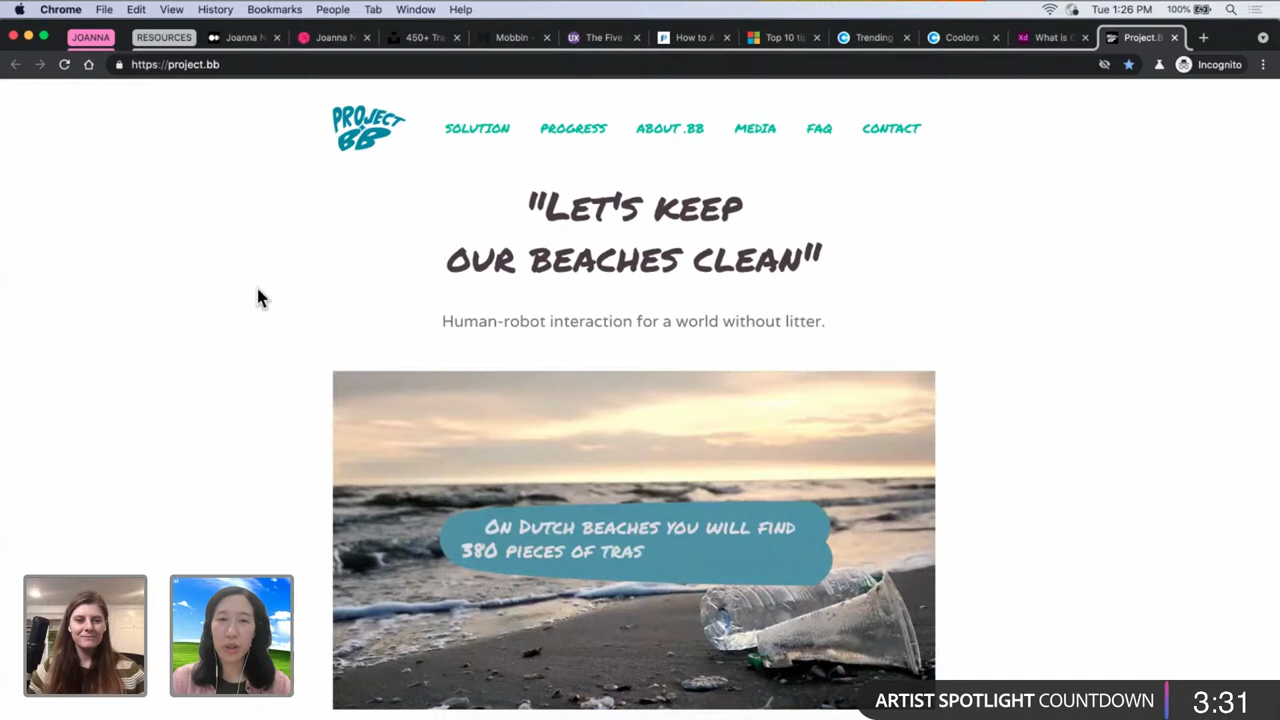 Chrome File Edit View History Bookmarks People Tab Window Help
100% Tue 1:26 PM
JOANNA RESOURCES Joanna N Joanna N 450+ Tra Mobbin The Five How to A Top 10 tip Trending Coolors What is Project.B
https://project.bb
Incognito
PROJECT
BB
SOLUTION PROGRESS ABOUT .BB MEDIA FAQ CONTACT
"LET'S KEEP
OUR BEACHES CLEAN"
Human-robot interaction for a world without litter.
ON DUTCH BEACHES YOU WILL FIND
380 PIECES OF TRAS
ARTIST SPOTLIGHT COUNTDOWN 3:31